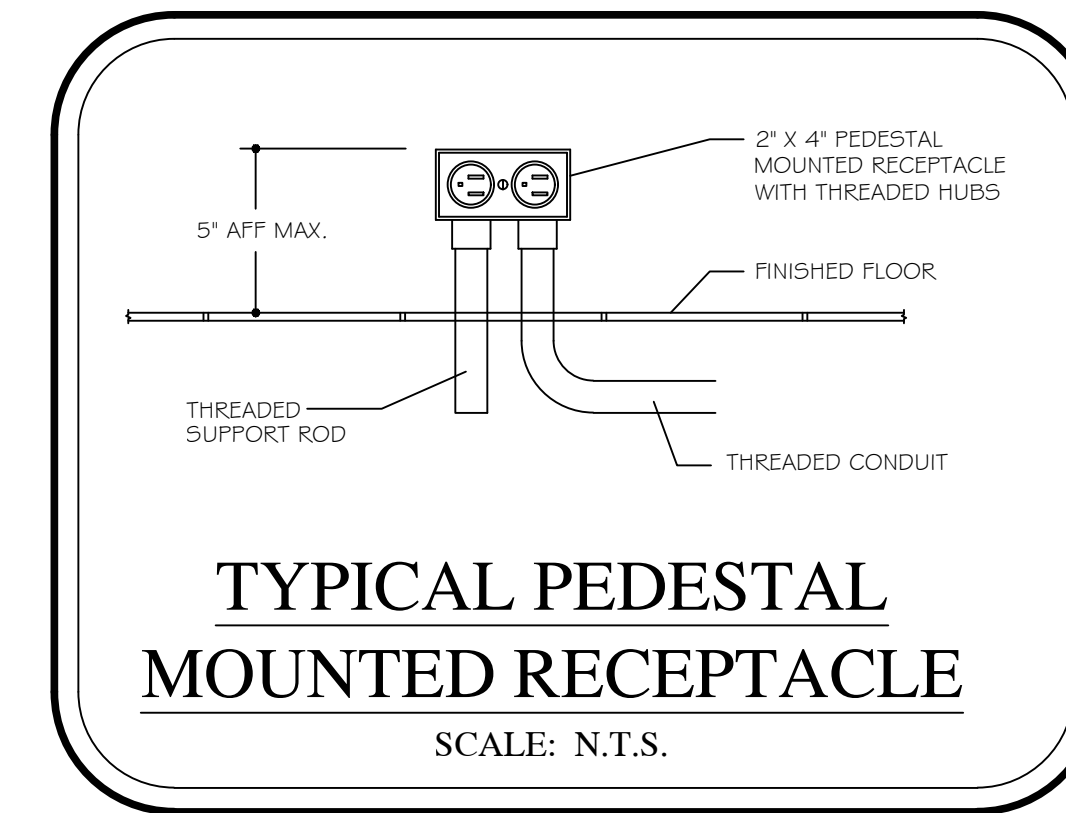 2" X 4" PEDESTAL
MOUNTED RECEPTACLE
WITH THREADED HUBS
5" AFF MAX.
FINISHED FLOOR
THREADED
SUPPORT ROD
THREADED CONDUIT
TYPICAL PEDESTAL
MOUNTED RECEPTACLE
SCALE: N.T.S.